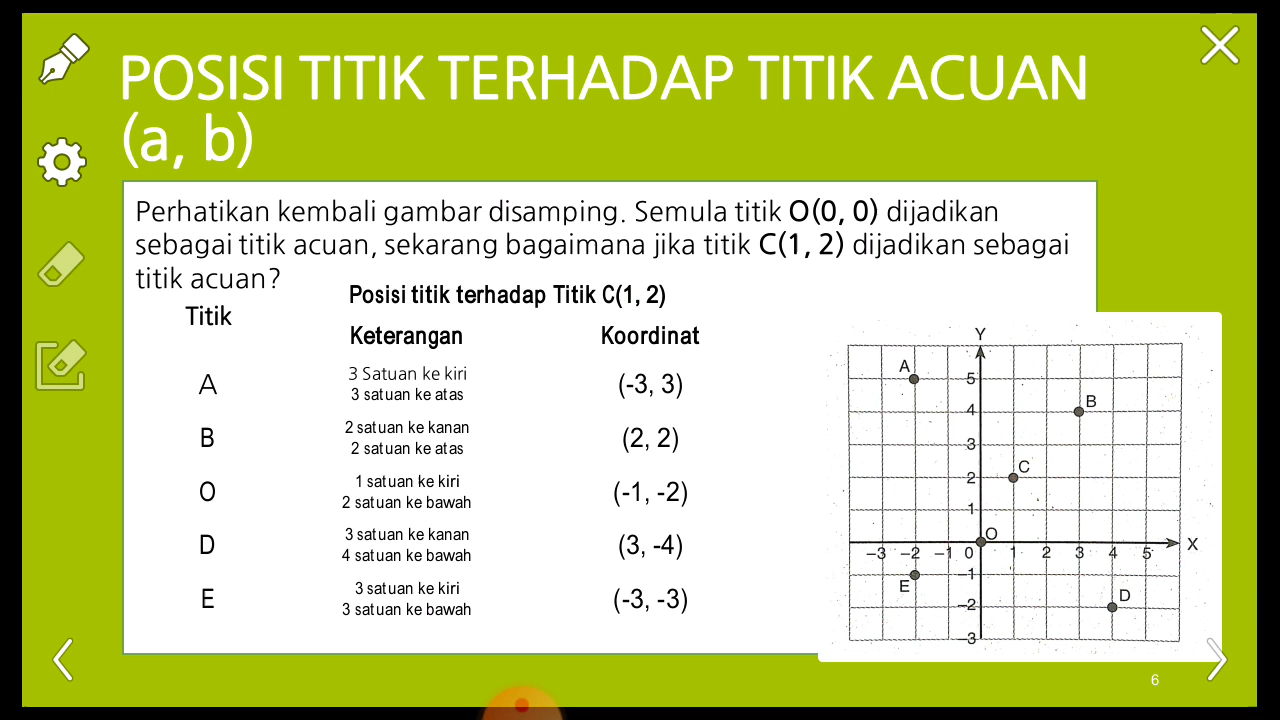 POSISI TITIK TERHADAP TITIK ACUAN
(a, b)
Perhatikan kembali gambar disamping. Semula titik O(0, 0) dijadikan
sebagai titik acuan, sekarang bagaimana jika titik C(1, 2) dijadikan sebagai
titik acuan?
Posisi titik terhadap Titik C(1, 2)
Titik
Keterangan Koordinat
A 3 Satuan ke kiri (-3, 3)
3 satuan ke atas
B 2 satuan ke kanan (2, 2)
2 satuan ke atas
O 1 satuan ke kiri (-1, -2)
2 satuan ke bawah
D 3 satuan ke kanan (3, -4)
4 satuan ke bawah
E 3 satuan ke kiri (-3, -3)
3 satuan ke bawah
Y
A
5
B
4
3
C
2
1
O
X
–3 –2 –1 0 1 2 3 4 5
–1
E
D
–2
–3
6